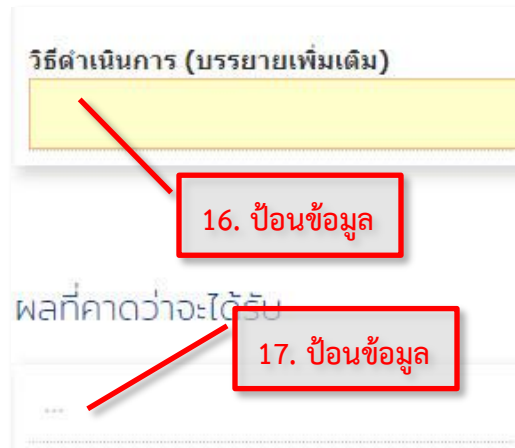 วิธีดำเนินการ (บรรยายเพิ่มเติม)
16. ป้อนข้อมูล
ผลที่คาดว่าจะได้รับ
17. ป้อนข้อมูล
...